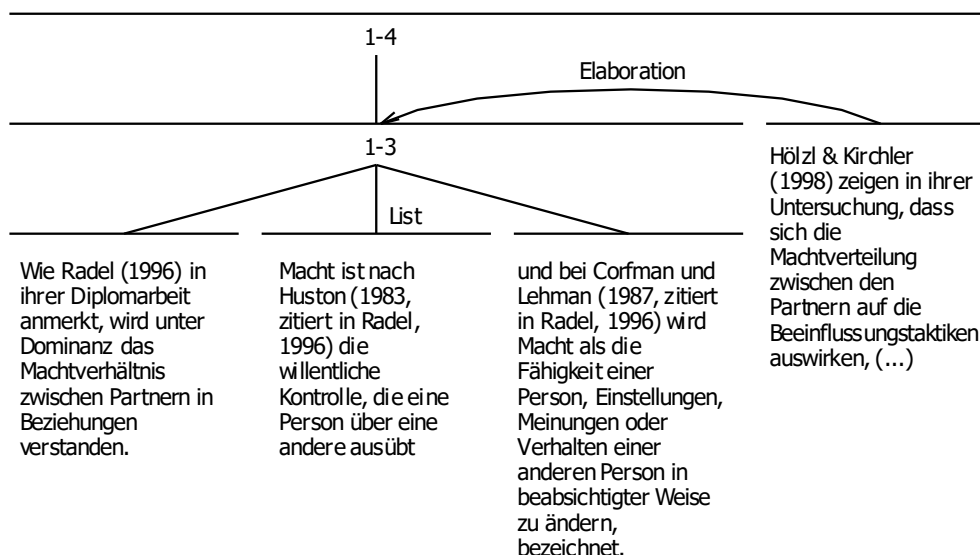 1-4
Elaboration
1-3
List
Wie Radel (1996) in
ihrer Diplomarbeit
anmerkt, wird unter
Dominanz das
Machtverhältnis
zwischen Partnern in
Beziehungen
verstanden.
Macht ist nach
Huston (1983,
zitiert in Radel,
1996) die
willentliche
Kontrolle, die eine
Person über eine
andere ausübt
und bei Corfman und
Lehman (1987, zitiert
in Radel, 1996) wird
Macht als die
Fähigkeit einer
Person, Einstellungen,
Meinungen oder
Verhalten einer
anderen Person in
beabsichtigter Weise
zu ändern,
bezeichnet.
Hölzl & Kirchler
(1998) zeigen in ihrer
Untersuchung, dass
sich die
Machtverteilung
zwischen den
Partnern auf die
Beeinflussungstaktiken
auswirken, (...)